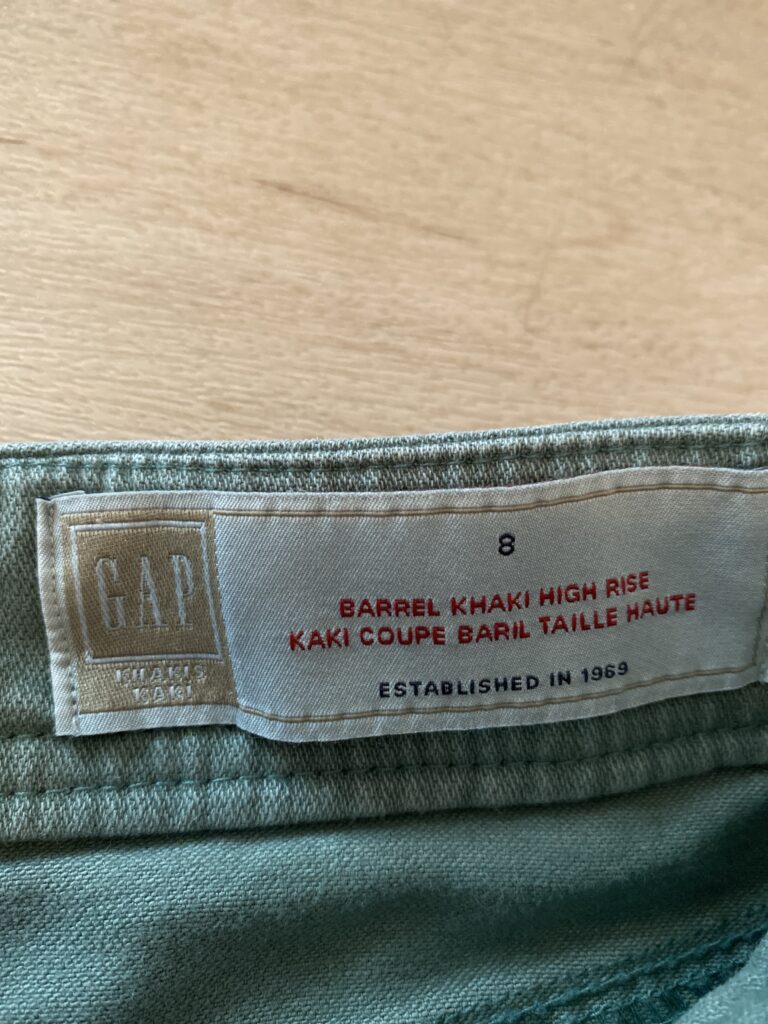 GAP
KHAKIS
KAKI
8
BARREL KHAKI HIGH RISE
KAKI COUPE BARIL TAILLE HAUTE
ESTABLISHED IN 1969